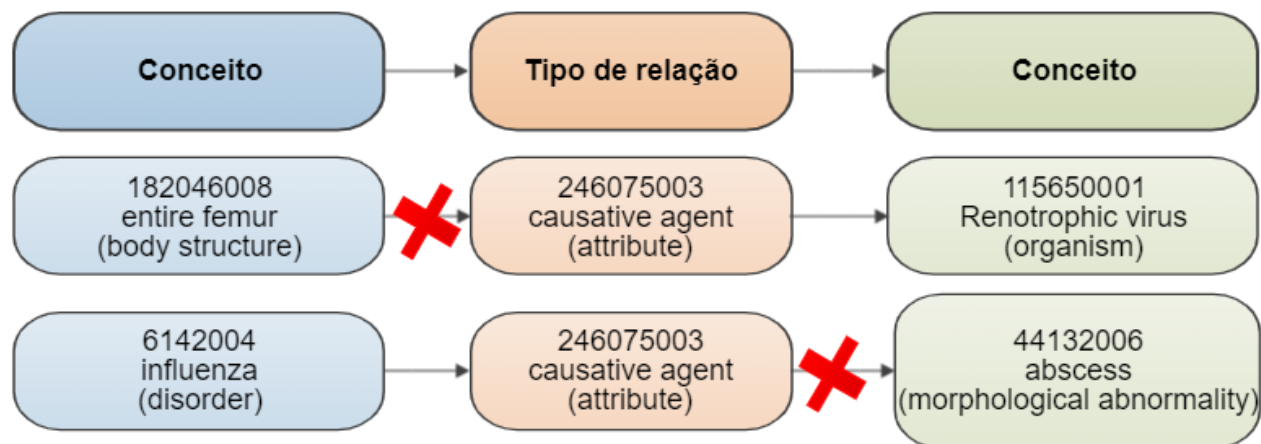 Conceito
Tipo de relação
Conceito
182046008
entire femur
(body structure)
246075003
causative agent
(attribute)
115650001
Renotrophic virus
(organism)
6142004
influenza
(disorder)
246075003
causative agent
(attribute)
44132006
abscess
(morphological abnormality)